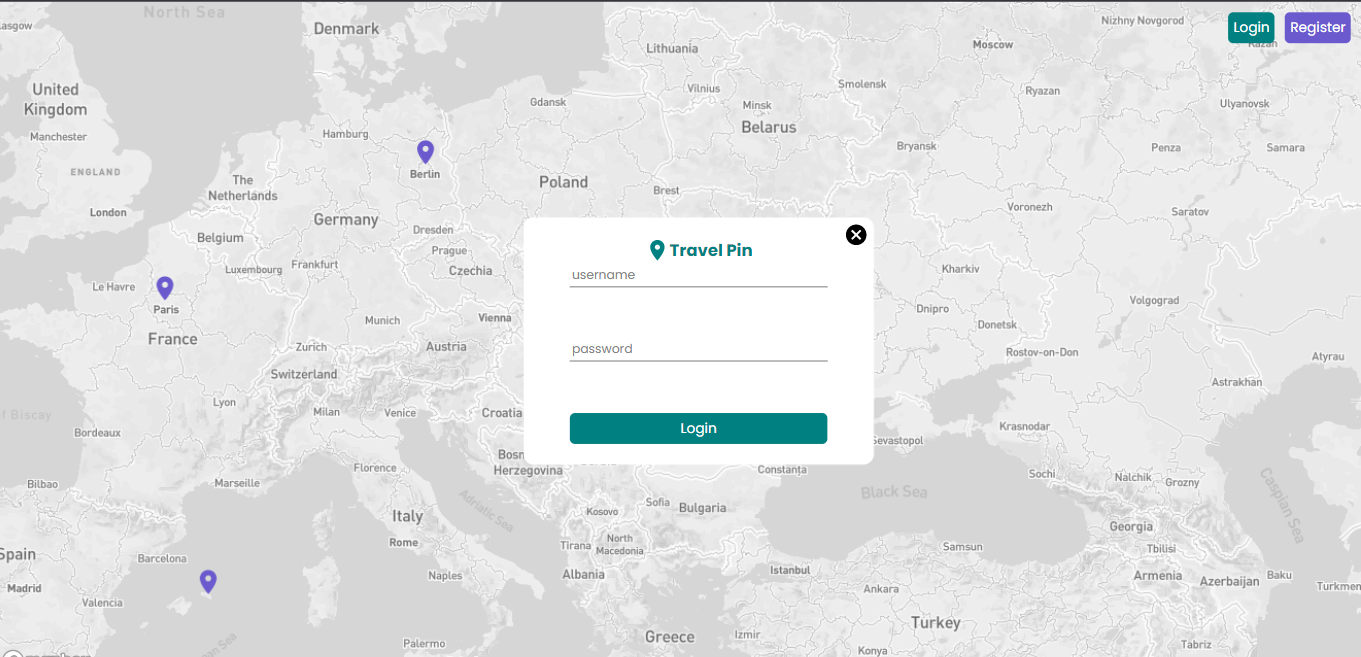 North Sea
Denmark
Nizhny Novgorod
Login
Register
Kazan
Lithuania
Moscow
United
Kingdom
Manchester
Vilnius
Smolensk
Ryazan
Ulyanovsk
Gdansk
Minsk
Belarus
Hamburg
Bryansk
Penza
Samara
ENGLAND
Berlin
The
Netherlands
Poland
Brest
London
Germany
Voronezh
Saratov
Belgium
Dresden
Prague
Travel Pin
Luxembourg
Frankfurt
Czechia
username
Kharkiv
Le Havre
Paris
Volgograd
Dnipro
Munich
Vienna
Donetsk
France
Zurich
Austria
password
Rostov-on-Don
Atyrau
Switzerland
Astrakhan
Lyon
Milan
Venice
Croatia
of Biscay
Bordeaux
Login
Krasnodar
Sevastopol
Herzegovina
Florence
Constanța
Bilbao
Marseille
Sochi
Nalchik
Grozny
Black Sea
Caspian Sea
Adriatic Sea
Kosovo
Sofia
Bulgaria
Italy
Rome
Georgia
Tirana
North
Macedonia
Samsun
Tbilisi
Spain
Barcelona
Naples
Albania
Istanbul
Armenia
Azerbaijan
Baku
Madrid
Valencia
Ankara
Turkey
Greece
Izmir
Palermo
Konya
Tabriz